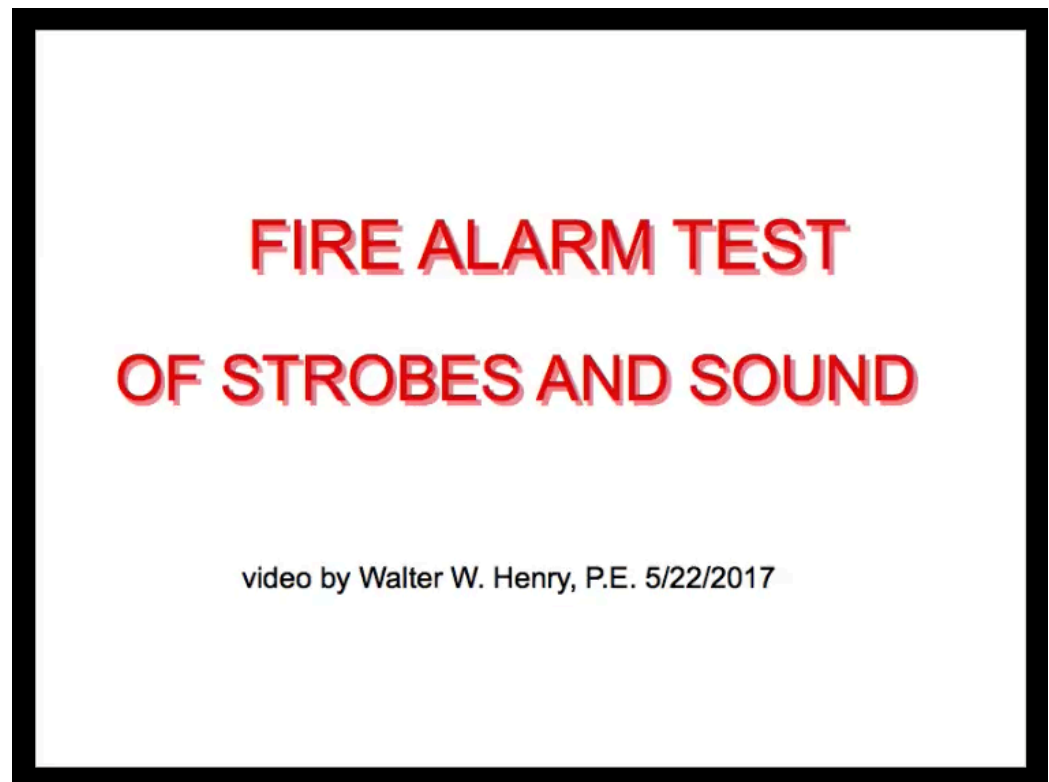 FIRE ALARM TEST
OF STROBES AND SOUND
video by Walter W. Henry, P.E. 5/22/2017